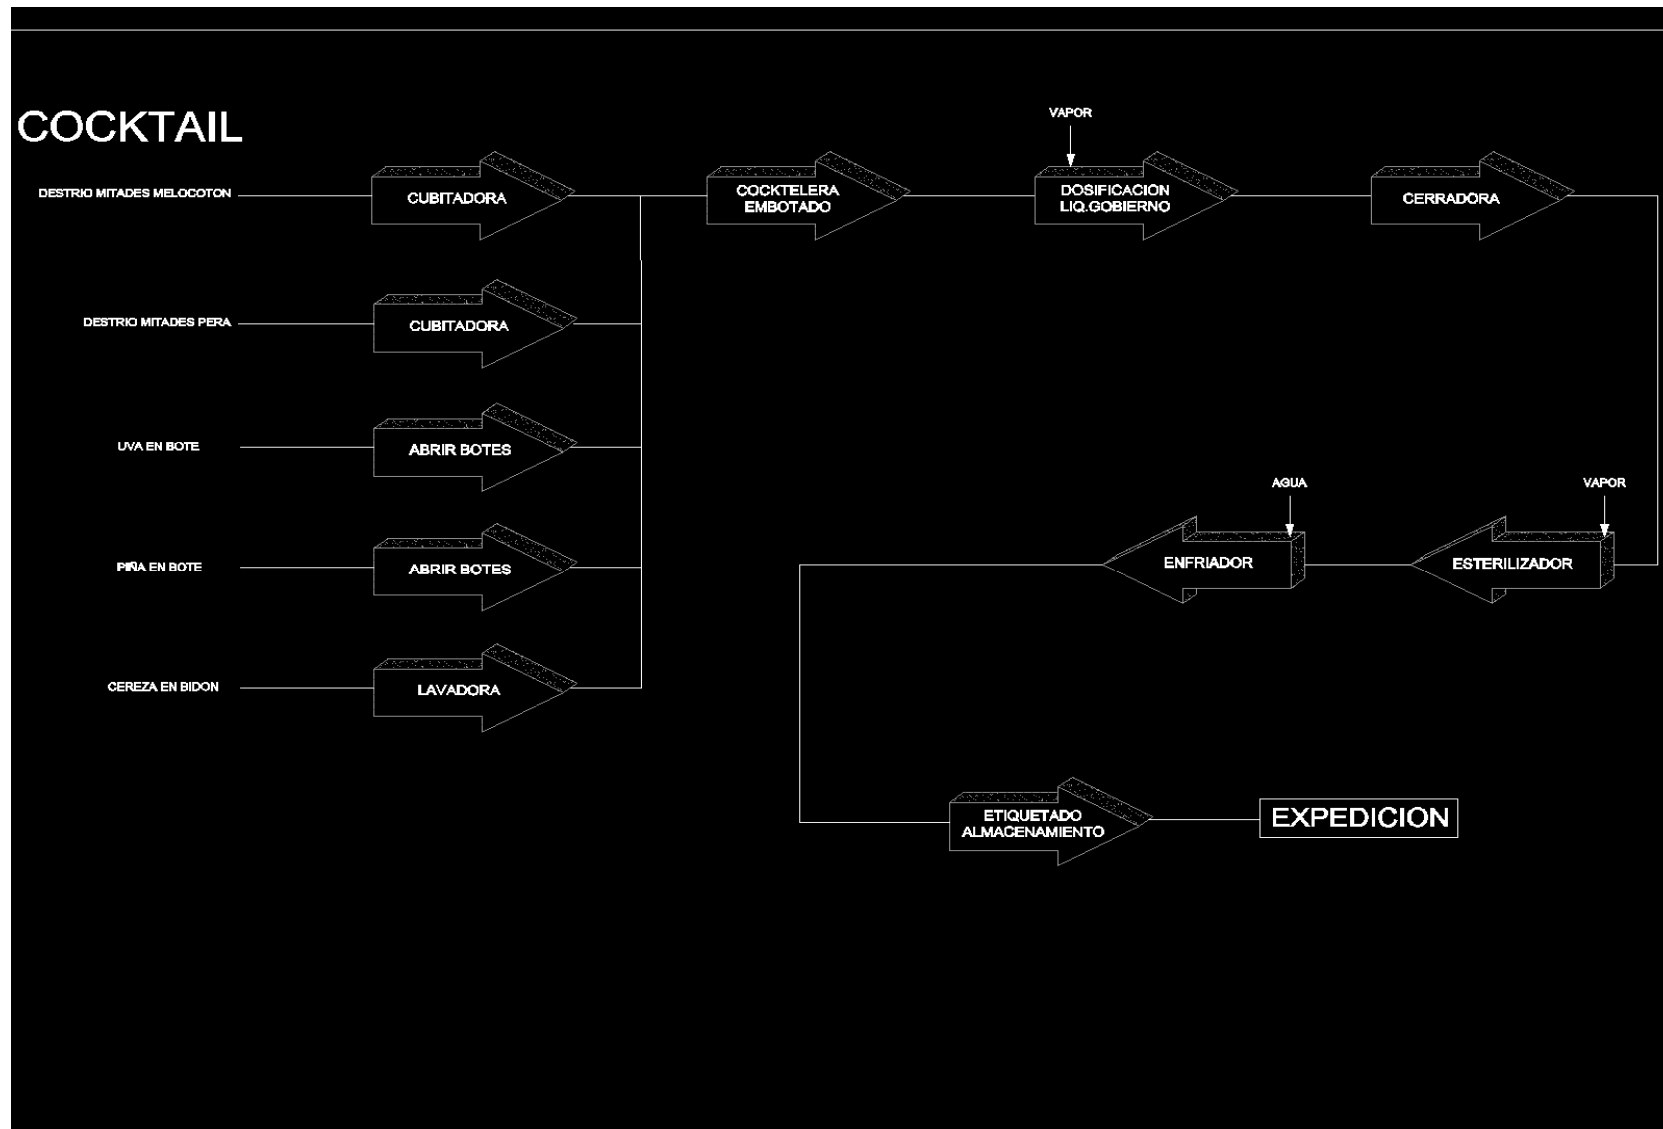 COCKTAIL
VAPOR
DESTRIO MITADES MELOCOTON
CUBITADORA
COCKTELERA
EMBOTADO
DOSIFICACION
LIQ.GOBIERNO
CERRADORA
DESTRIO MITADES PERA
CUBITADORA
UVA EN BOTE
ABRIR BOTES
AGUA
VAPOR
PIÑA EN BOTE
ABRIR BOTES
ENFRIADOR
ESTERILIZADOR
CEREZA EN BIDON
LAVADORA
ETIQUETADO
ALMACENAMIENTO
EXPEDICION